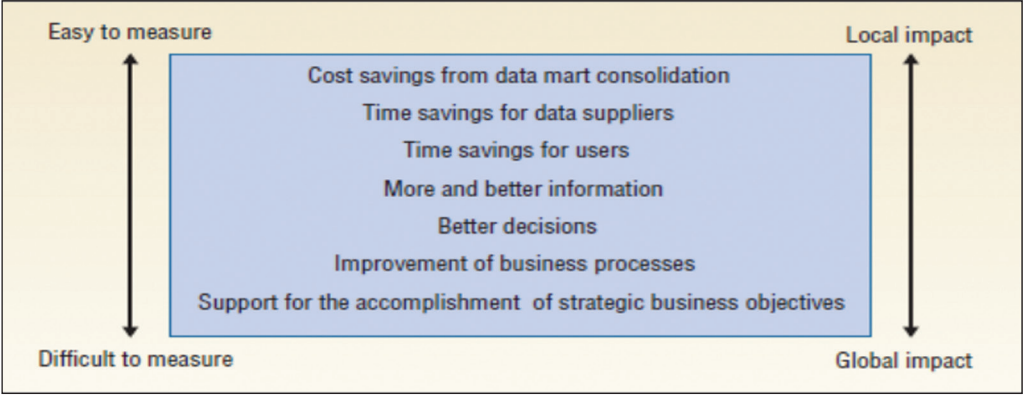 Easy to measure
Local impact
Cost savings from data mart consolidation
Time savings for data suppliers
Time savings for users
More and better information
Better decisions
Improvement of business processes
Support for the accomplishment of strategic business objectives
Difficult to measure
Global impact